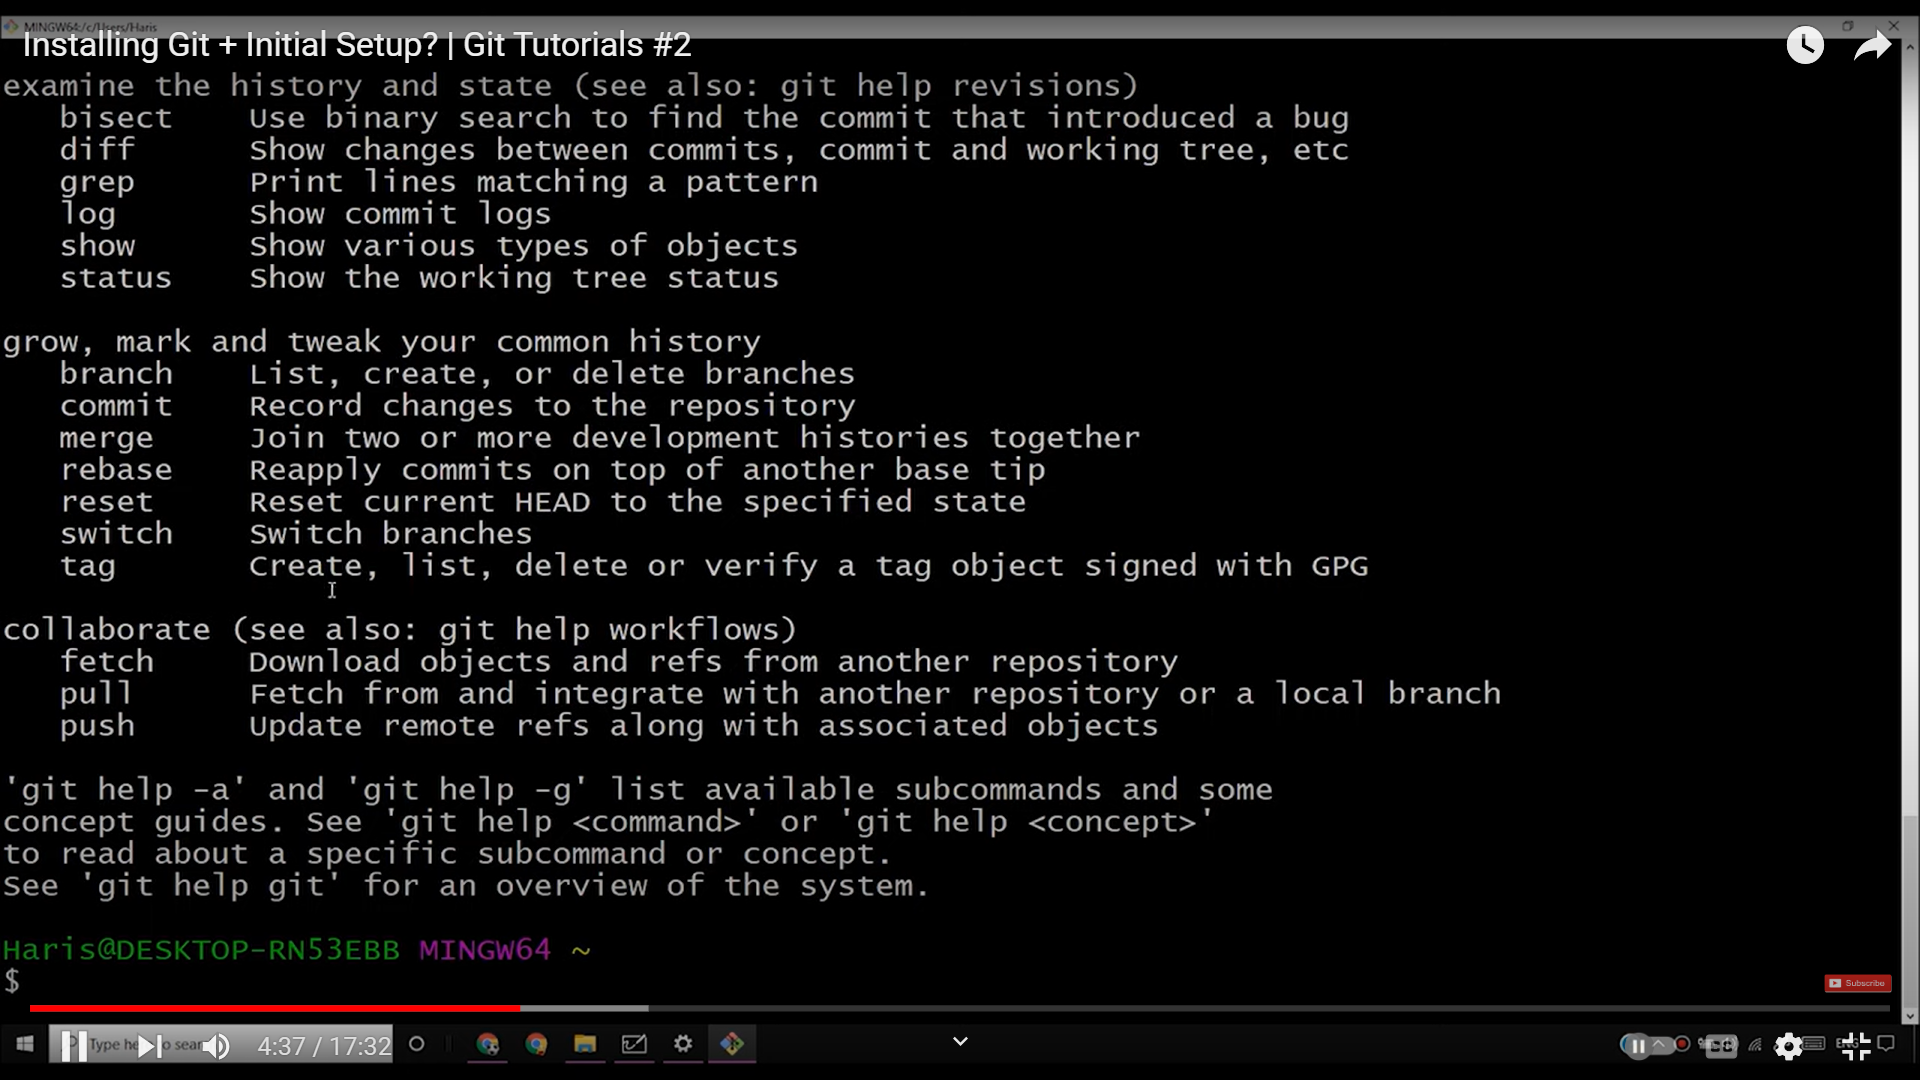 MINGW64:/c/Users/Haris
Installing Git + Initial Setup? | Git Tutorials #2
examine the history and state (see also: git help revisions)
bisect Use binary search to find the commit that introduced a bug
diff Show changes between commits, commit and working tree, etc
grep Print lines matching a pattern
log Show commit logs
show Show various types of objects
status Show the working tree status
grow, mark and tweak your common history
branch List, create, or delete branches
commit Record changes to the repository
merge Join two or more development histories together
rebase Reapply commits on top of another base tip
reset Reset current HEAD to the specified state
switch Switch branches
tag Create, list, delete or verify a tag object signed with GPG
collaborate (see also: git help workflows)
fetch Download objects and refs from another repository
pull Fetch from and integrate with another repository or a local branch
push Update remote refs along with associated objects
'git help -a' and 'git help -g' list available subcommands and some
concept guides. See 'git help <command>' or 'git help <concept>'
to read about a specific subcommand or concept.
See 'git help git' for an overview of the system.
Haris@DESKTOP-RN53EBB MINGW64 ~
$
Subscribe
4:37 / 17:32